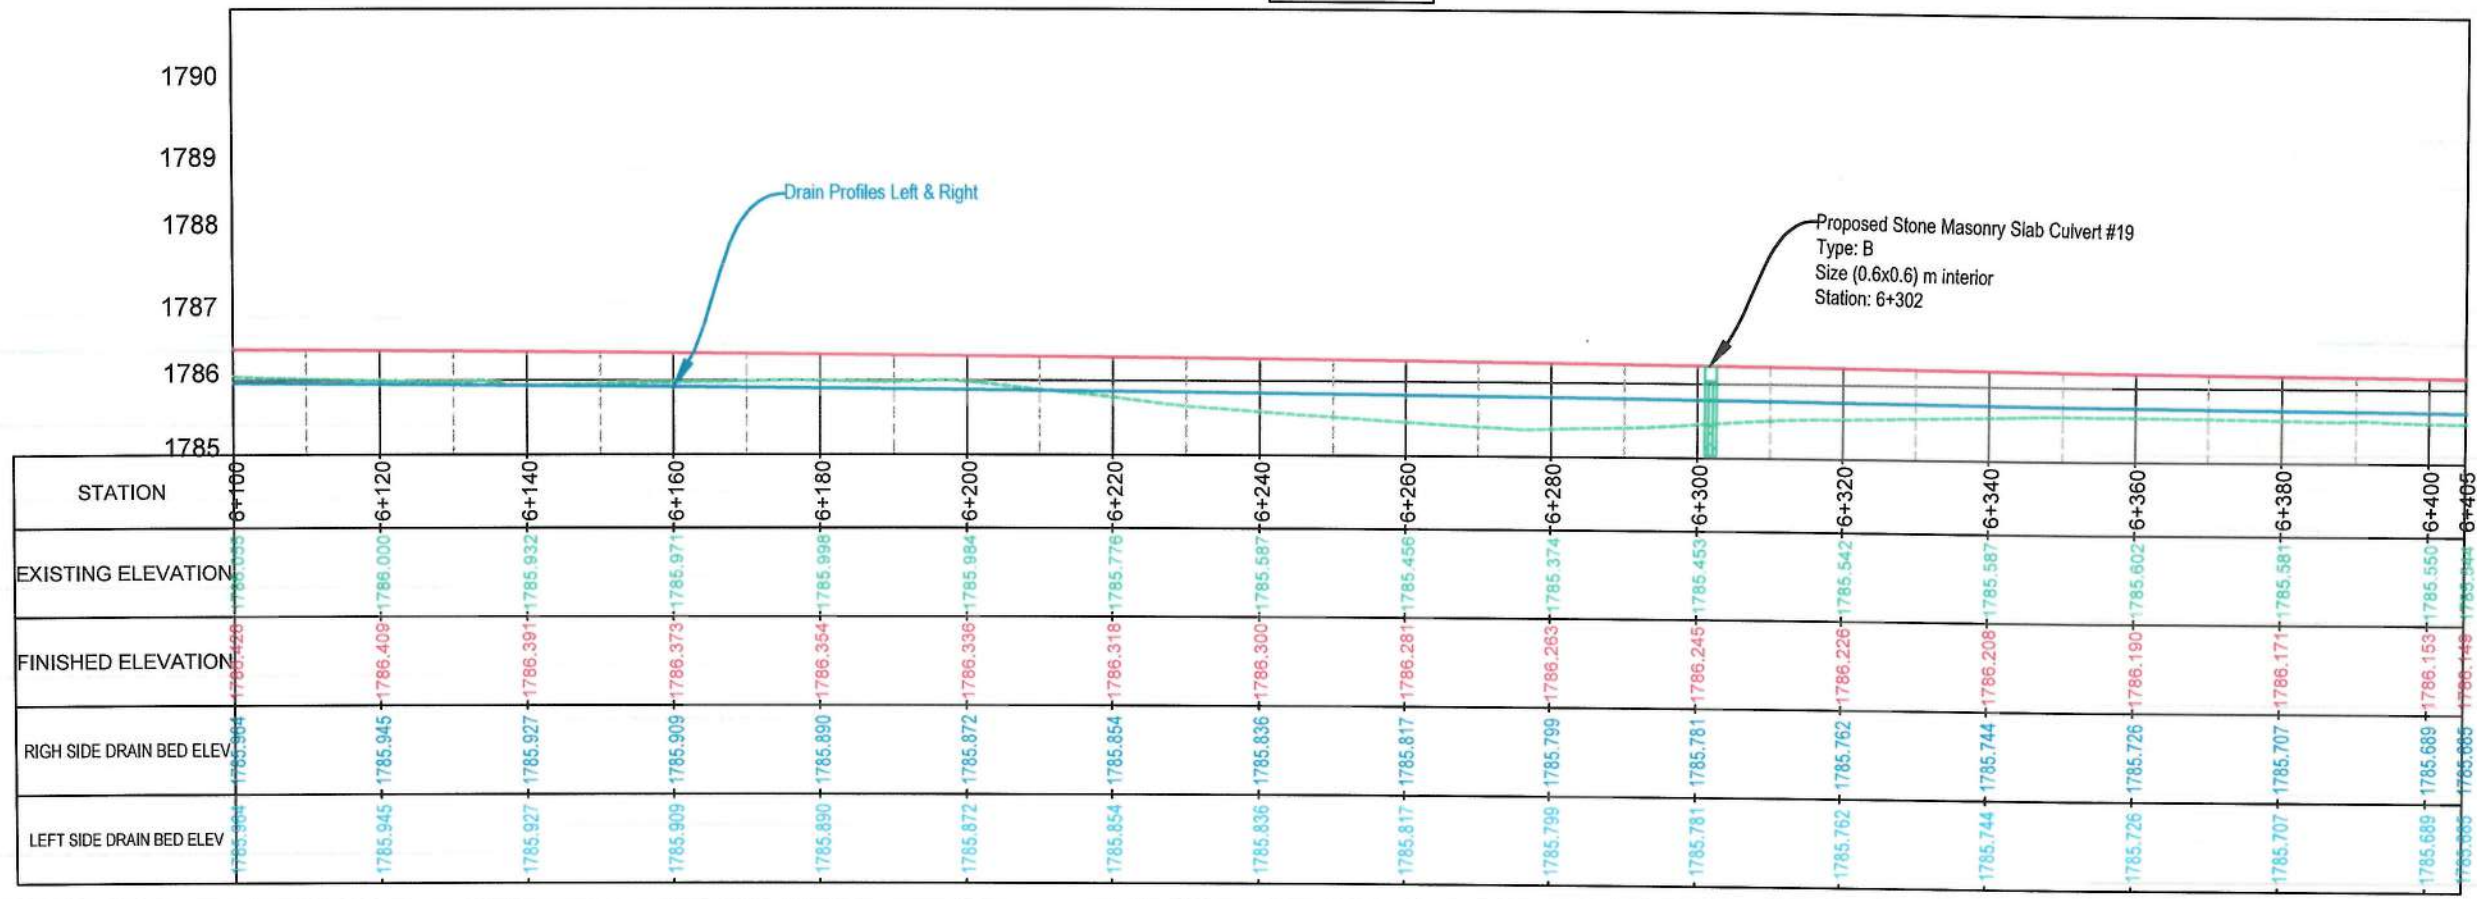 1790
1789
1788
1787
1786
1785
Drain Profiles Left & Right
Proposed Stone Masonry Slab Culvert #19
Type: B
Size (0.6x0.6) m interior
Station: 6+302
STATION 6+100 6+120 6+140 6+160 6+180 6+200 6+220 6+240 6+260 6+280 6+300 6+320 6+340 6+360 6+380 6+400 6+405
EXISTING ELEVATION 1786.000 1785.932 1785.971 1785.998 1785.984 1785.776 1785.587 1785.456 1785.374 1785.453 1785.542 1785.587 1785.602 1785.581 1785.550 1785.544
FINISHED ELEVATION 1786.428 1786.409 1786.391 1786.373 1786.354 1786.336 1786.318 1786.300 1786.281 1786.263 1786.245 1786.226 1786.208 1786.190 1786.171 1786.153 1786.149
RIGH SIDE DRAIN BED ELEV 1785.964 1785.945 1785.927 1785.909 1785.890 1785.872 1785.854 1785.836 1785.817 1785.799 1785.781 1785.762 1785.744 1785.726 1785.707 1785.689 1785.685
LEFT SIDE DRAIN BED ELEV 1785.964 1785.945 1785.927 1785.909 1785.890 1785.872 1785.854 1785.836 1785.817 1785.799 1785.781 1785.762 1785.744 1785.726 1785.707 1785.689 1785.685